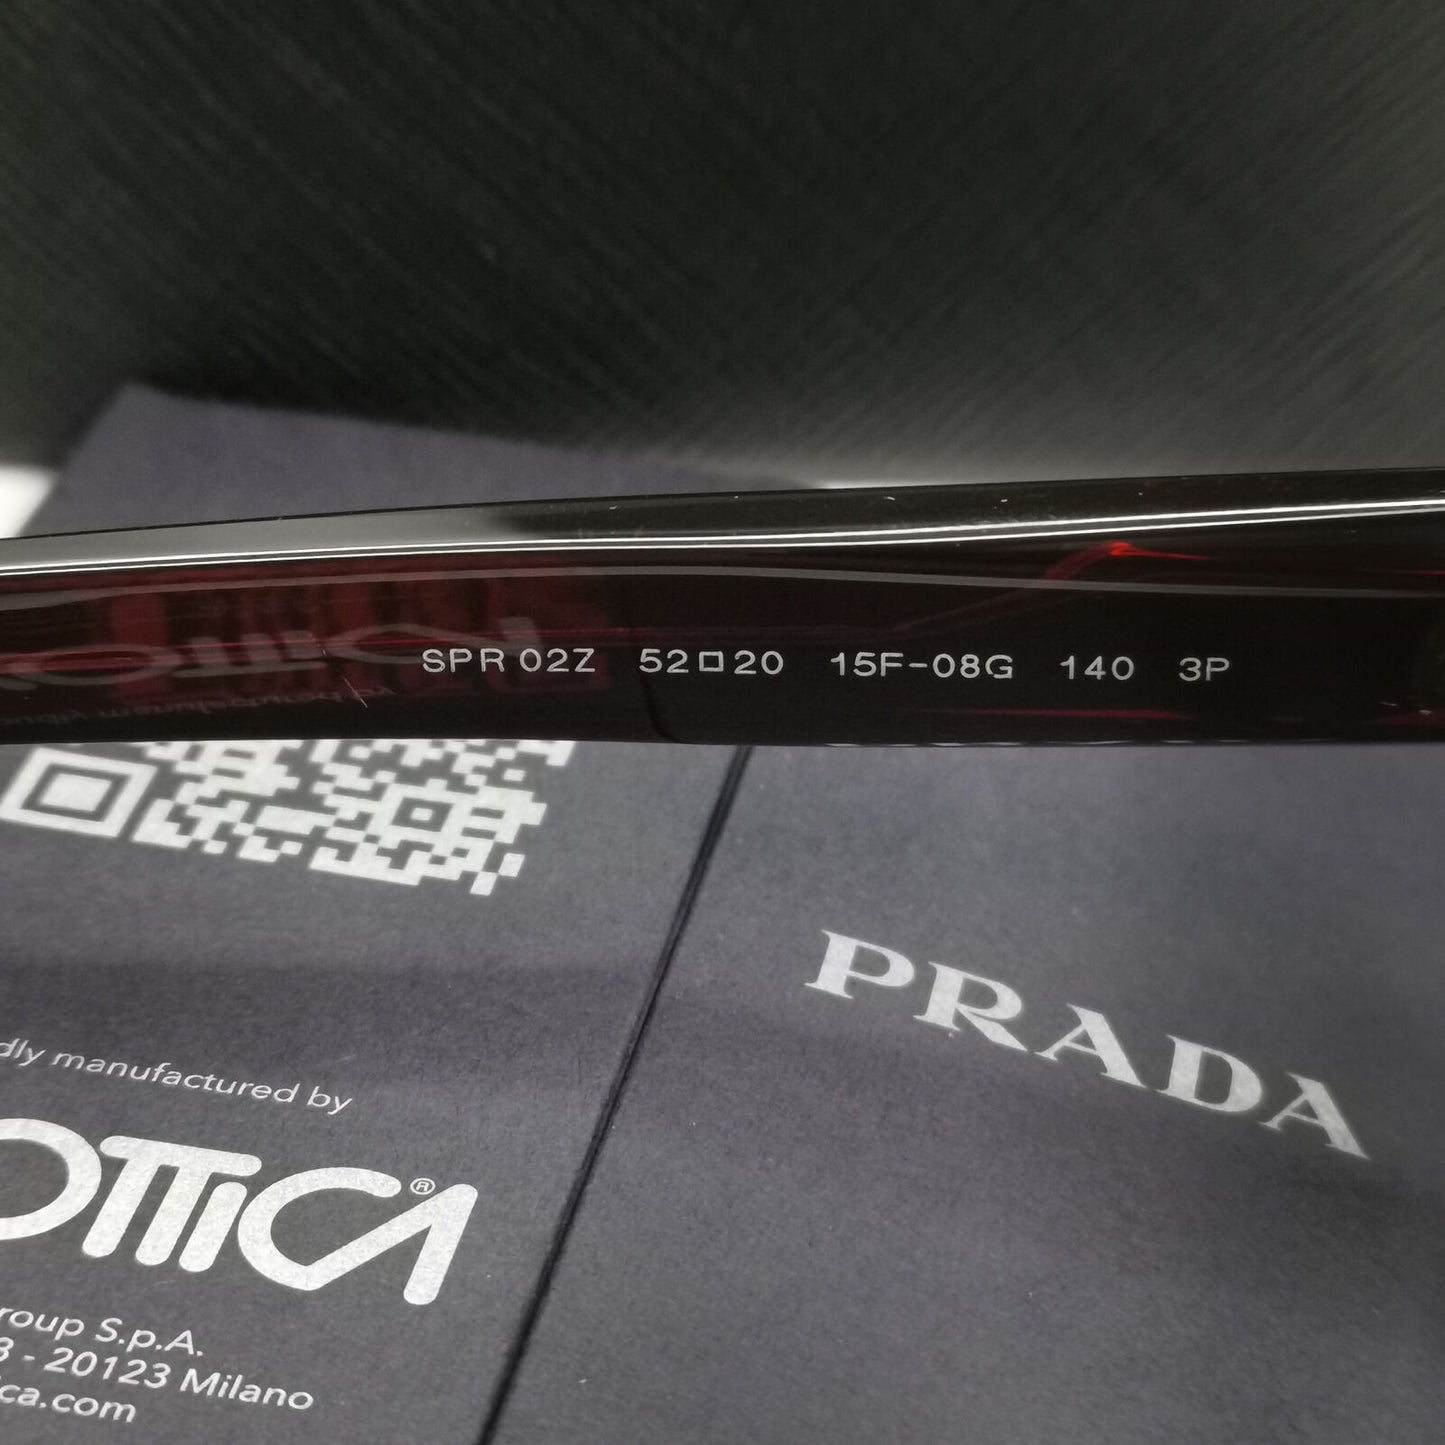 SPR 02Z 52□20 15F-08G 140 3P
PRADA
dly manufactured by
OTTICA®
roup S.p.A.
3 - 20123 Milano
ca.com